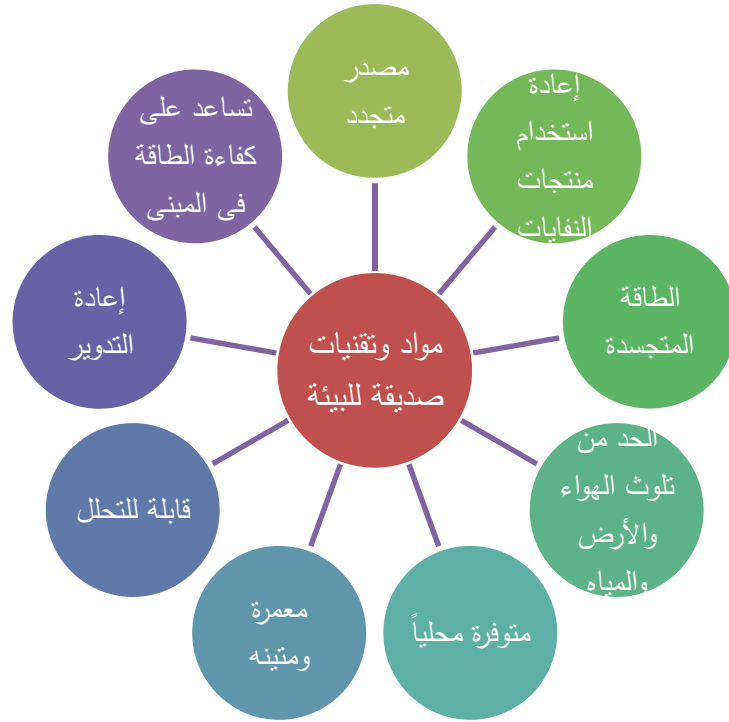 مصدر
متجدد
إعادة
استخدام
منتجات
النفايات
الطاقة
المتجسدة
الحد من
تلوث الهواء
والأرض
والمياه
متوفرة محلياً
معمرة
ومتينه
قابلة للتحلل
إعادة
التدوير
تساعد على
كفاءة الطاقة
فى المبنى
مواد وتقنيات
صديقة للبيئة